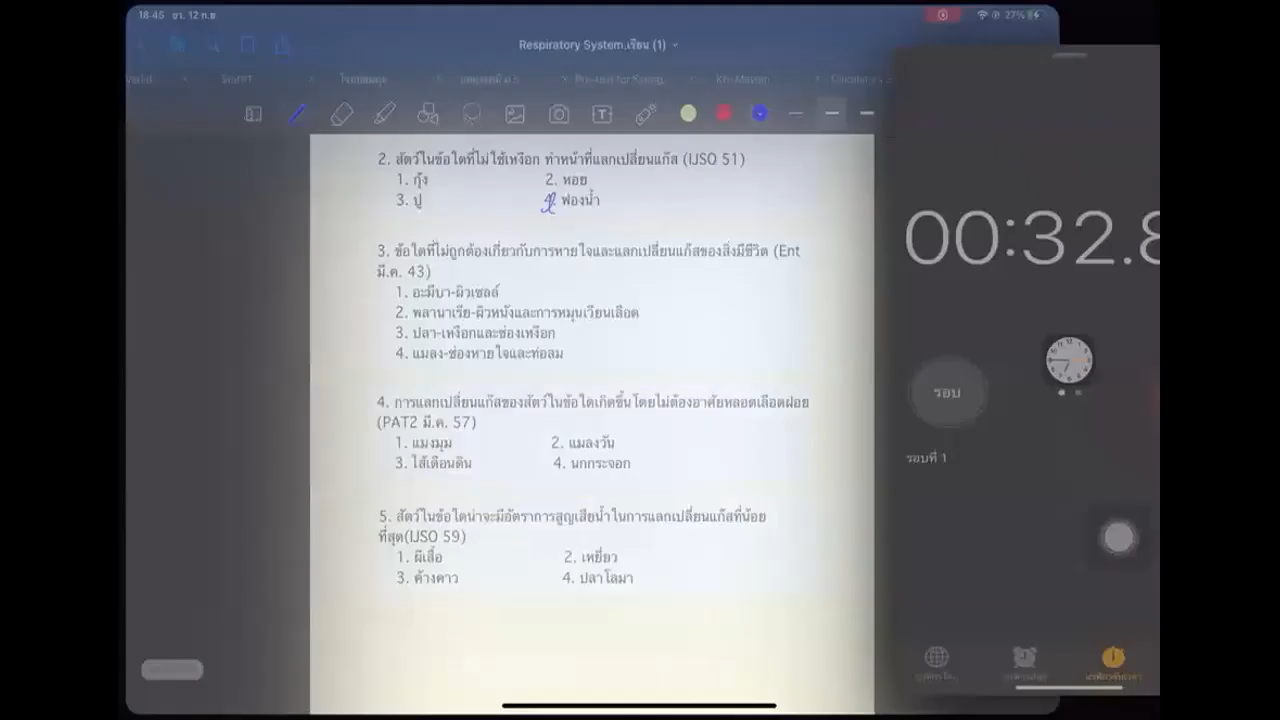 18:45 ชา. 12 ก.ย
27%
Respiratory System.เรียน (1)
2. สัตว์ในข้อใดที่ไม่ใช้เหงือก ทำหน้าที่แลกเปลี่ยนแก๊ส (IJSO 51)
1. กุ้ง 2. หอย
3. ปู 4. ฟองน้ำ
3. ข้อใดที่ไม่ถูกต้องเกี่ยวกับการหายใจและแลกเปลี่ยนแก๊สของสิ่งมีชีวิต (Ent
มี.ค. 43)
1. อะมีบา-ผิวเซลล์
2. พลานาเรีย-ผิวหนังและการหมุนเวียนเลือด
3. ปลา-เหงือกและช่องเหงือก
4. แมลง-ช่องหายใจและท่อลม
4. การแลกเปลี่ยนแก๊สของสัตว์ในข้อใดเกิดขึ้นโดยไม่ต้องอาศัยหลอดเลือดฝอย
(PAT2 มี.ค. 57)
1. แมงมุม 2. แมลงวัน
3. ไส้เดือนดิน 4. นกกระจอก
5. สัตว์ในข้อใดน่าจะมีอัตราการสูญเสียน้ำในการแลกเปลี่ยนแก๊สที่น้อย
ที่สุด(IJSO 59)
1. ผีเสื้อ 2. เหยี่ยว
3. ค้างคาว 4. ปลาโลมา
00:32.8
รอบ
รอบที่ 1